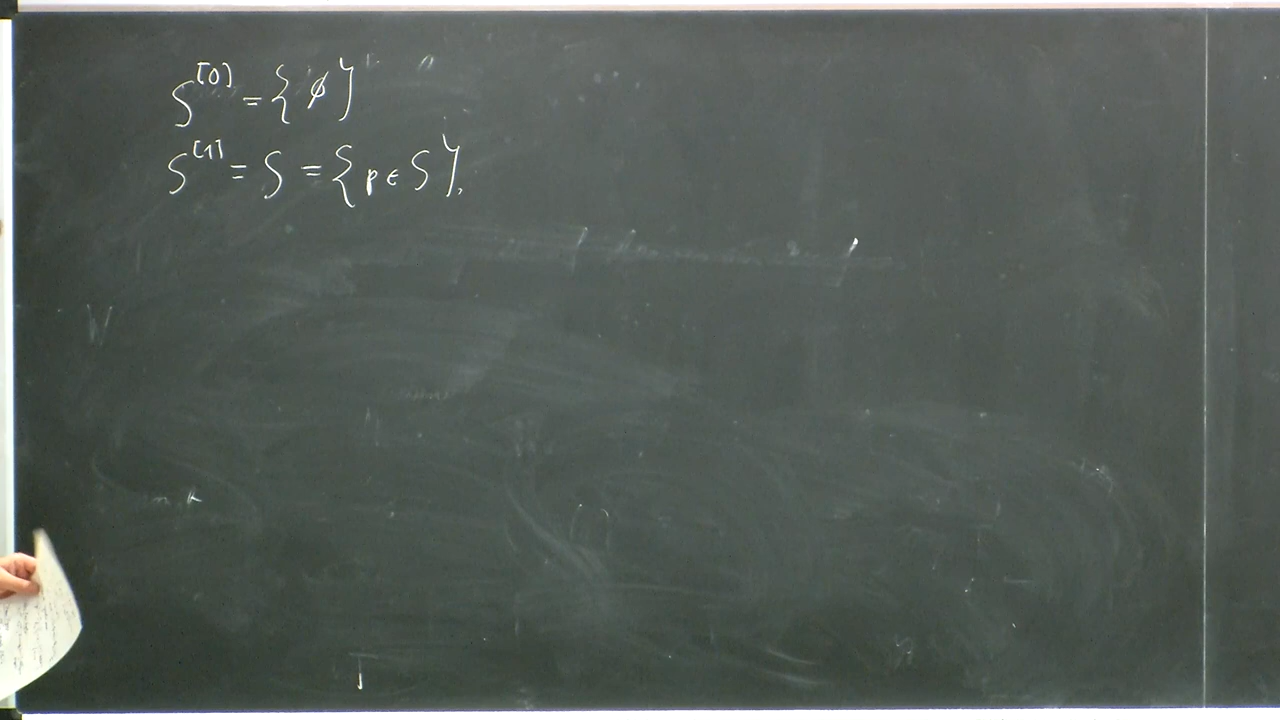 S^{[0]} = { ∅ }
S^{[1]} = S = { p ∈ S },